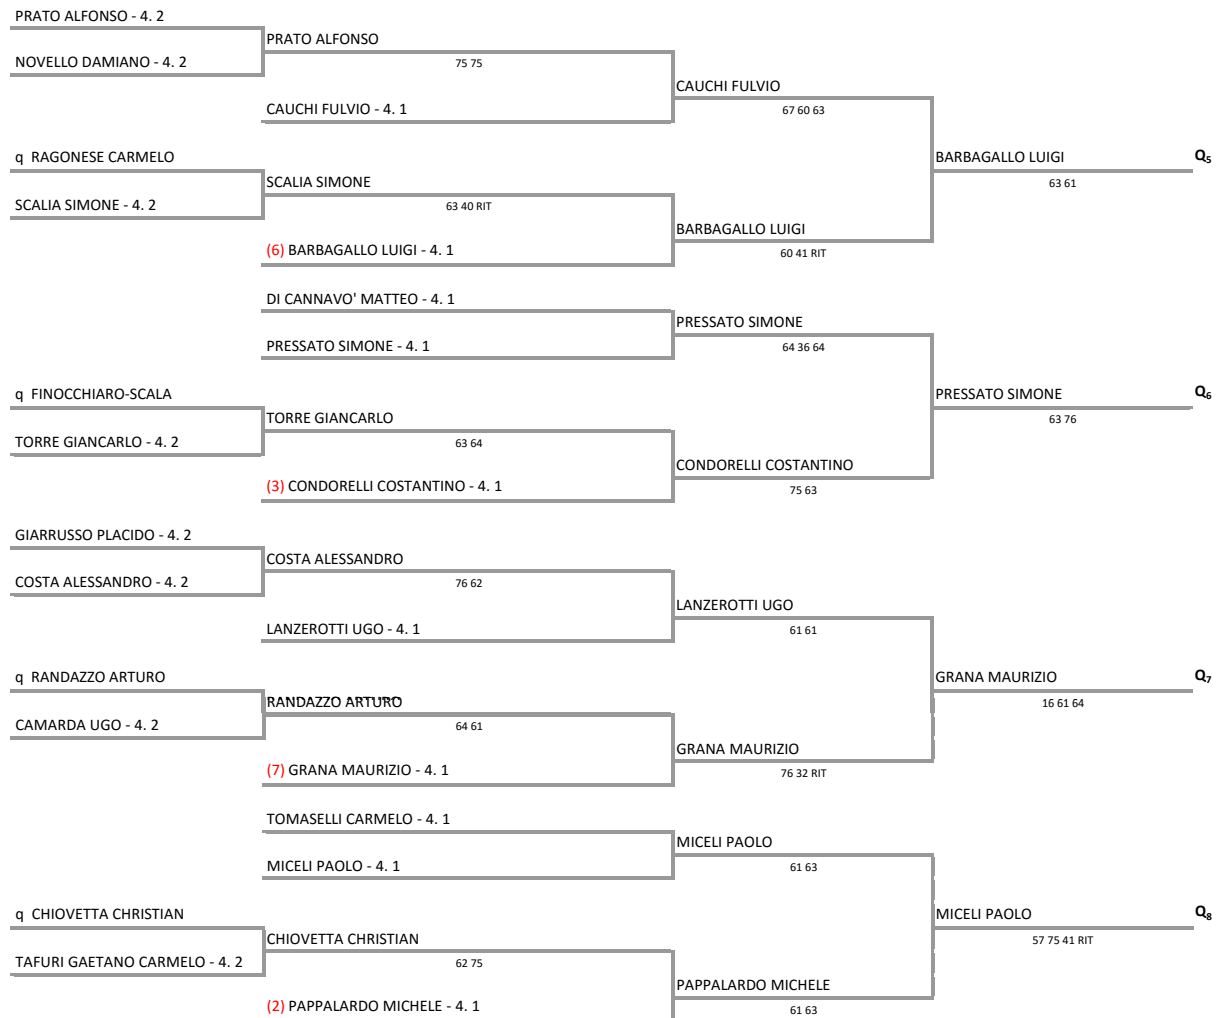 PRATO ALFONSO - 4. 2
PRATO ALFONSO
NOVELLO DAMIANO - 4. 2
75 75
CAUCHI FULVIO
CAUCHI FULVIO - 4. 1
67 60 63
q RAGONESE CARMELO
BARBAGALLO LUIGI
Q5
SCALIA SIMONE
63 61
SCALIA SIMONE - 4. 2
63 40 RIT
BARBAGALLO LUIGI
(6) BARBAGALLO LUIGI - 4. 1
60 41 RIT
DI CANNAVO' MATTEO - 4. 1
PRESSATO SIMONE
PRESSATO SIMONE - 4. 1
64 36 64
q FINOCCHIARO-SCALA
PRESSATO SIMONE
Q6
TORRE GIANCARLO
63 76
TORRE GIANCARLO - 4. 2
63 64
CONDORELLI COSTANTINO
(3) CONDORELLI COSTANTINO - 4. 1
75 63
GIARRUSSO PLACIDO - 4. 2
COSTA ALESSANDRO
COSTA ALESSANDRO - 4. 2
76 62
LANZEROTTI UGO
LANZEROTTI UGO - 4. 1
61 61
q RANDAZZO ARTURO
GRANA MAURIZIO
Q7
RANDAZZO ARTURO
16 61 64
CAMARDA UGO - 4. 2
64 61
GRANA MAURIZIO
(7) GRANA MAURIZIO - 4. 1
76 32 RIT
TOMASELLI CARMELO - 4. 1
MICELI PAOLO
MICELI PAOLO - 4. 1
61 63
q CHIOVETTA CHRISTIAN
MICELI PAOLO
Q8
CHIOVETTA CHRISTIAN
57 75 41 RIT
TAFURI GAETANO CARMELO - 4. 2
62 75
PAPPALARDO MICHELE
(2) PAPPALARDO MICHELE - 4. 1
61 63